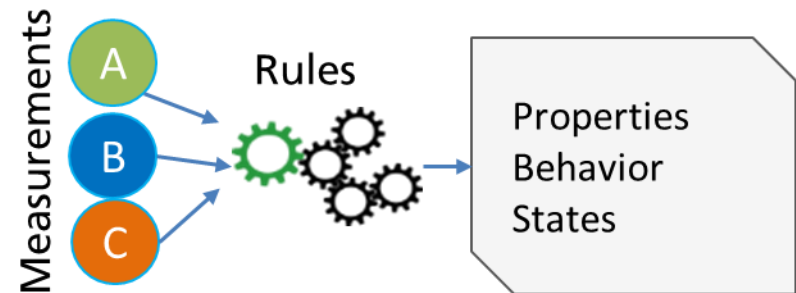 Measurements
A
B
C
Rules
Properties
Behavior
States